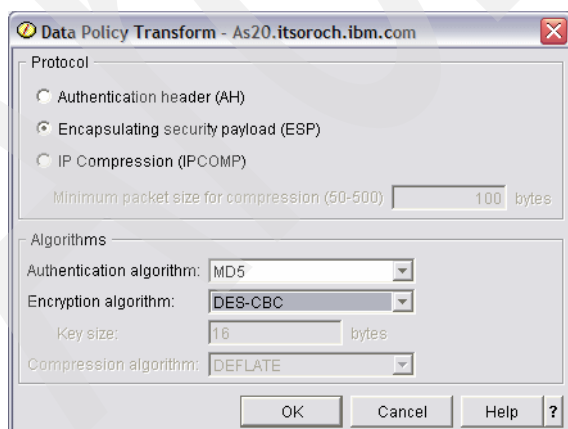 Data Policy Transform - As20.itsoroch.ibm.com
Protocol
Authentication header (AH)
Encapsulating security payload (ESP)
IP Compression (IPCOMP)
Minimum packet size for compression (50-500) 100 bytes
Algorithms
Authentication algorithm: MD5
Encryption algorithm: DES-CBC
Key size: 16 bytes
Compression algorithm: DEFLATE
OK Cancel Help ?